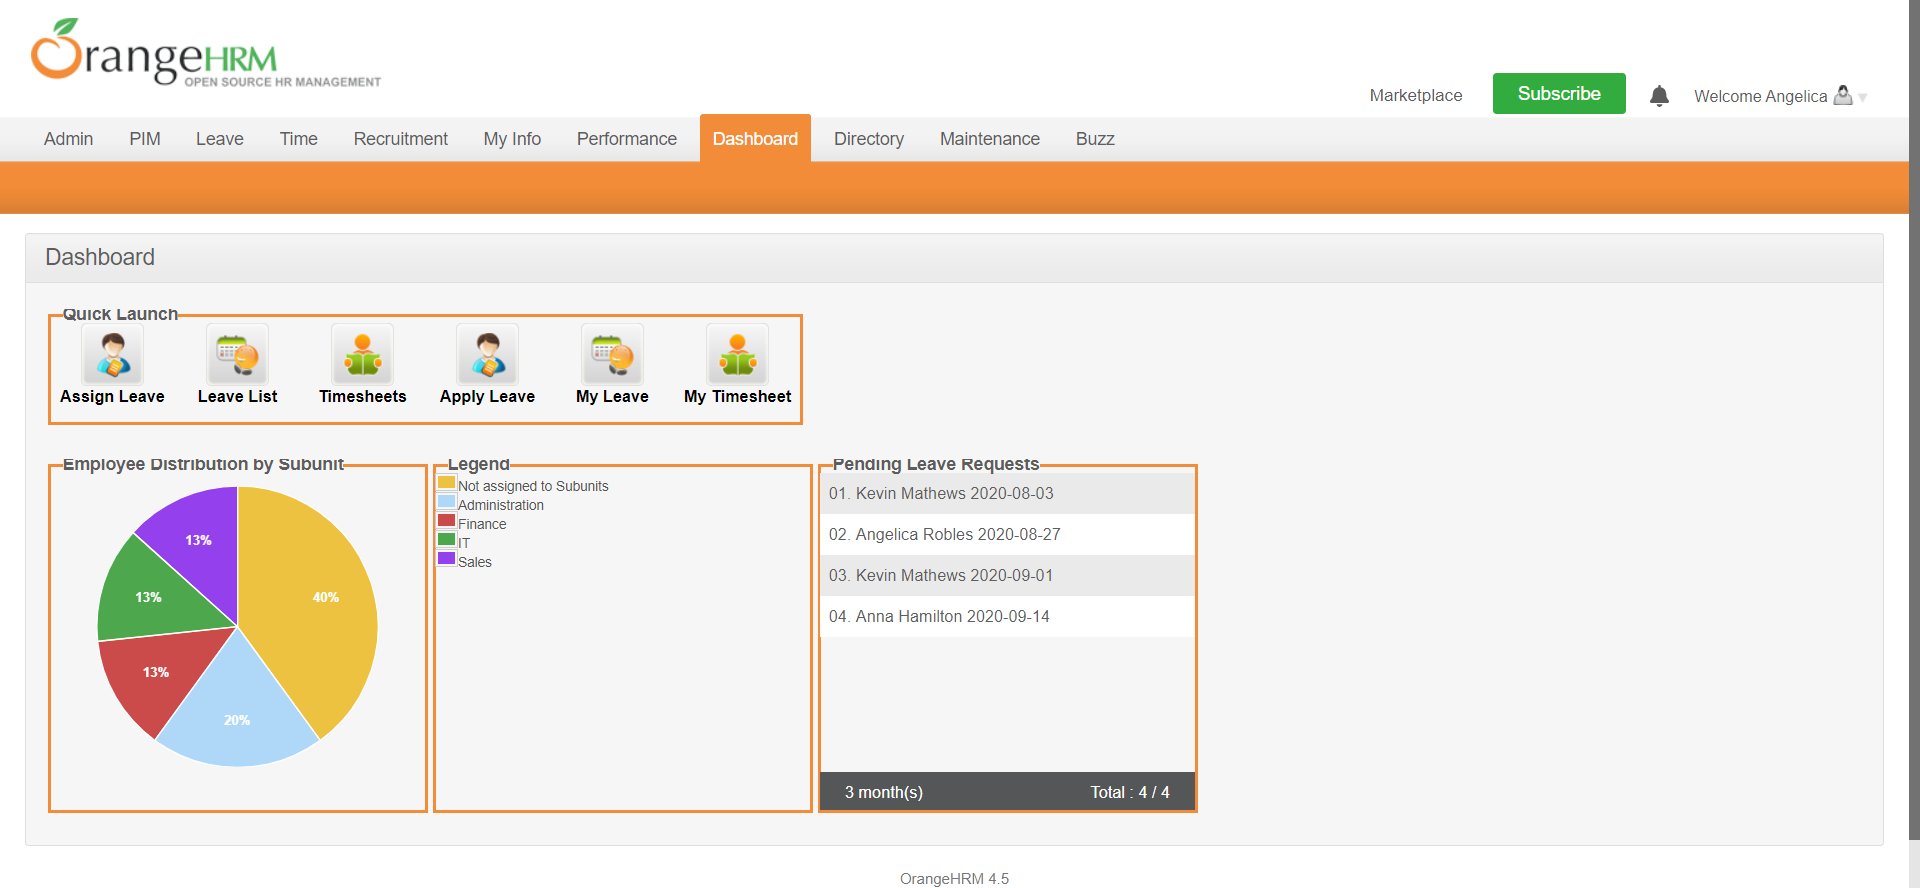 OrangeHRM
OPEN SOURCE HR MANAGEMENT
Marketplace
Subscribe
Welcome Angelica
Admin PIM Leave Time Recruitment My Info Performance Dashboard Directory Maintenance Buzz
Dashboard
Quick Launch
Assign Leave
Leave List
Timesheets
Apply Leave
My Leave
My Timesheet
Employee Distribution by Subunit
13%
40%
13%
13%
20%
Legend
Not assigned to Subunits
Administration
Finance
IT
Sales
Pending Leave Requests
01. Kevin Mathews 2020-08-03
02. Angelica Robles 2020-08-27
03. Kevin Mathews 2020-09-01
04. Anna Hamilton 2020-09-14
3 month(s)
Total : 4 / 4
OrangeHRM 4.5